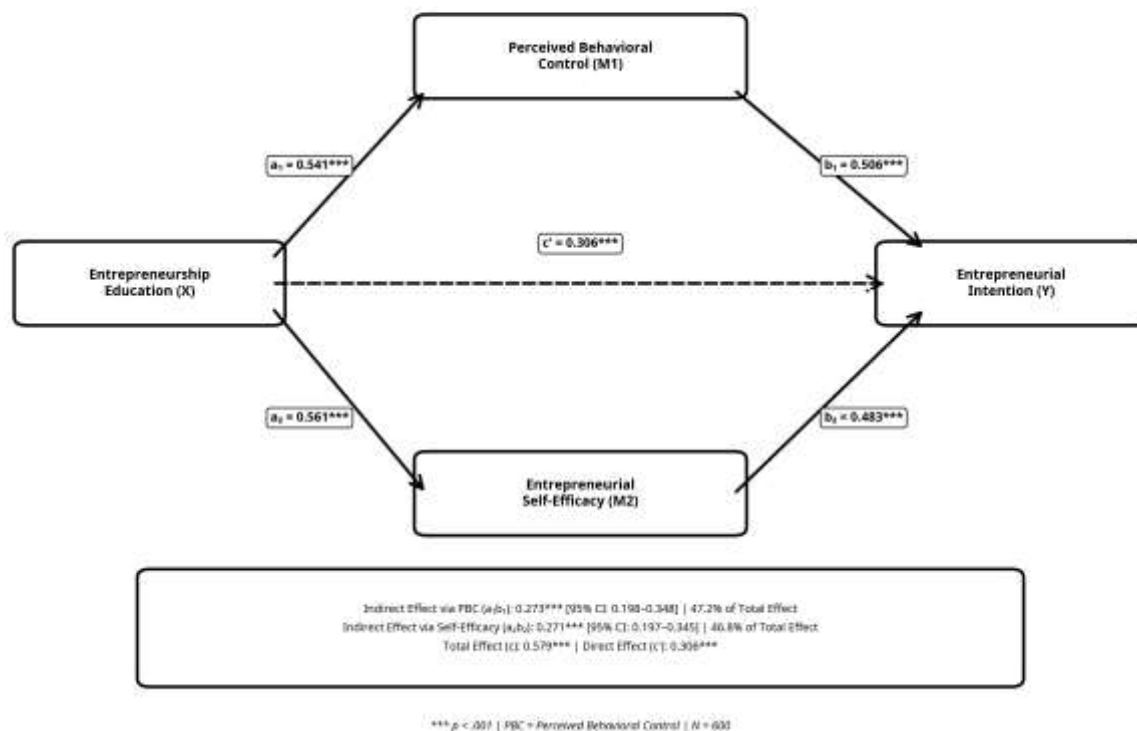 Perceived Behavioral
Control (M1)
a₁ = 0.541***
b₁ = 0.506***
c' = 0.306***
Entrepreneurship
Education (X)
Entrepreneurial
Intention (Y)
a₂ = 0.561***
b₂ = 0.483***
Entrepreneurial
Self-Efficacy (M2)
Indirect Effect via PBC (a₁b₁): 0.273*** [95% CI: 0.198–0.348] | 47.2% of Total Effect
Indirect Effect via Self-Efficacy (a₂b₂): 0.271*** [95% CI: 0.197–0.345] | 46.8% of Total Effect
Total Effect (c): 0.579*** | Direct Effect (c'): 0.306***
*** p < .001 | PBC = Perceived Behavioral Control | N = 600